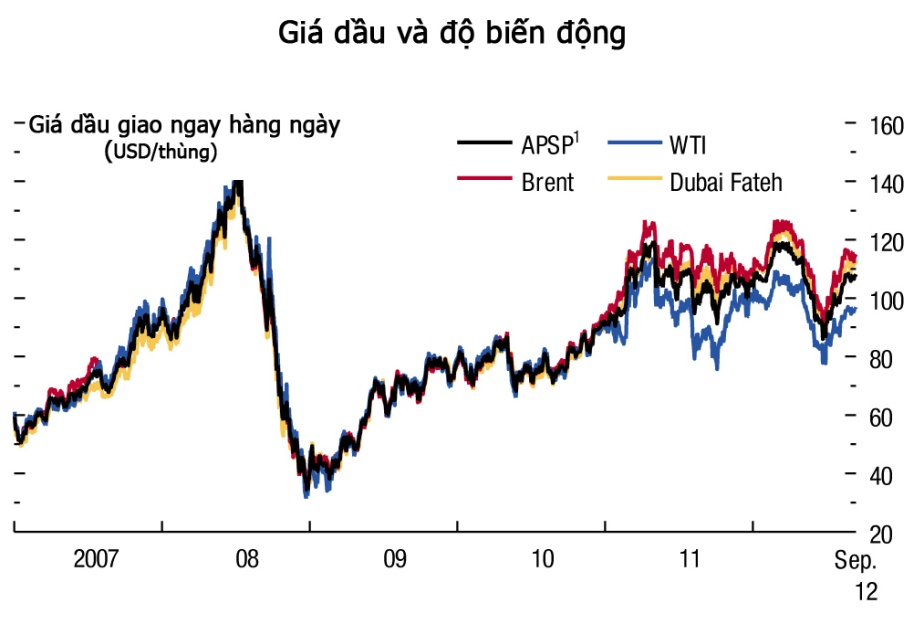 Giá dầu và độ biến động
Giá dầu giao ngay hàng ngày
(USD/thùng)
APSP¹ WTI
Brent Dubai Fateh
160
140
120
100
80
60
40
20
2007 08 09 10 11 Sep.
12